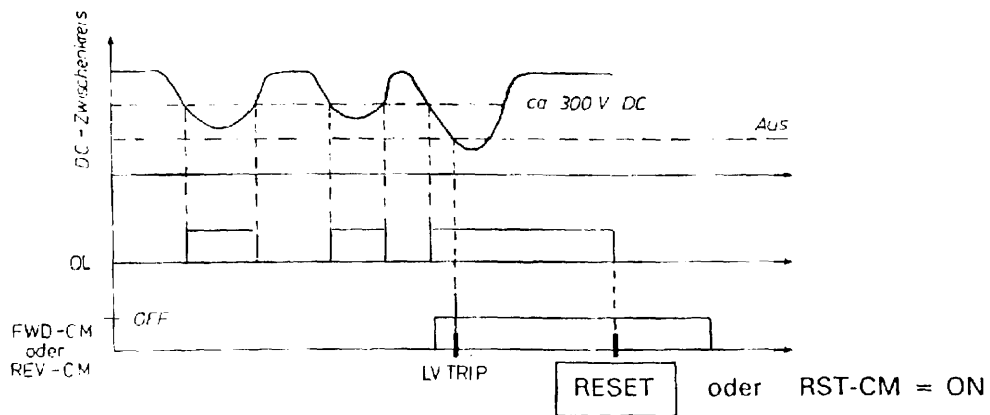 DC-Zwischenkreis
ca 300 V DC
Aus
OL
OFF
FWD-CM
oder
REV-CM
LV TRIP
RESET oder RST-CM = ON